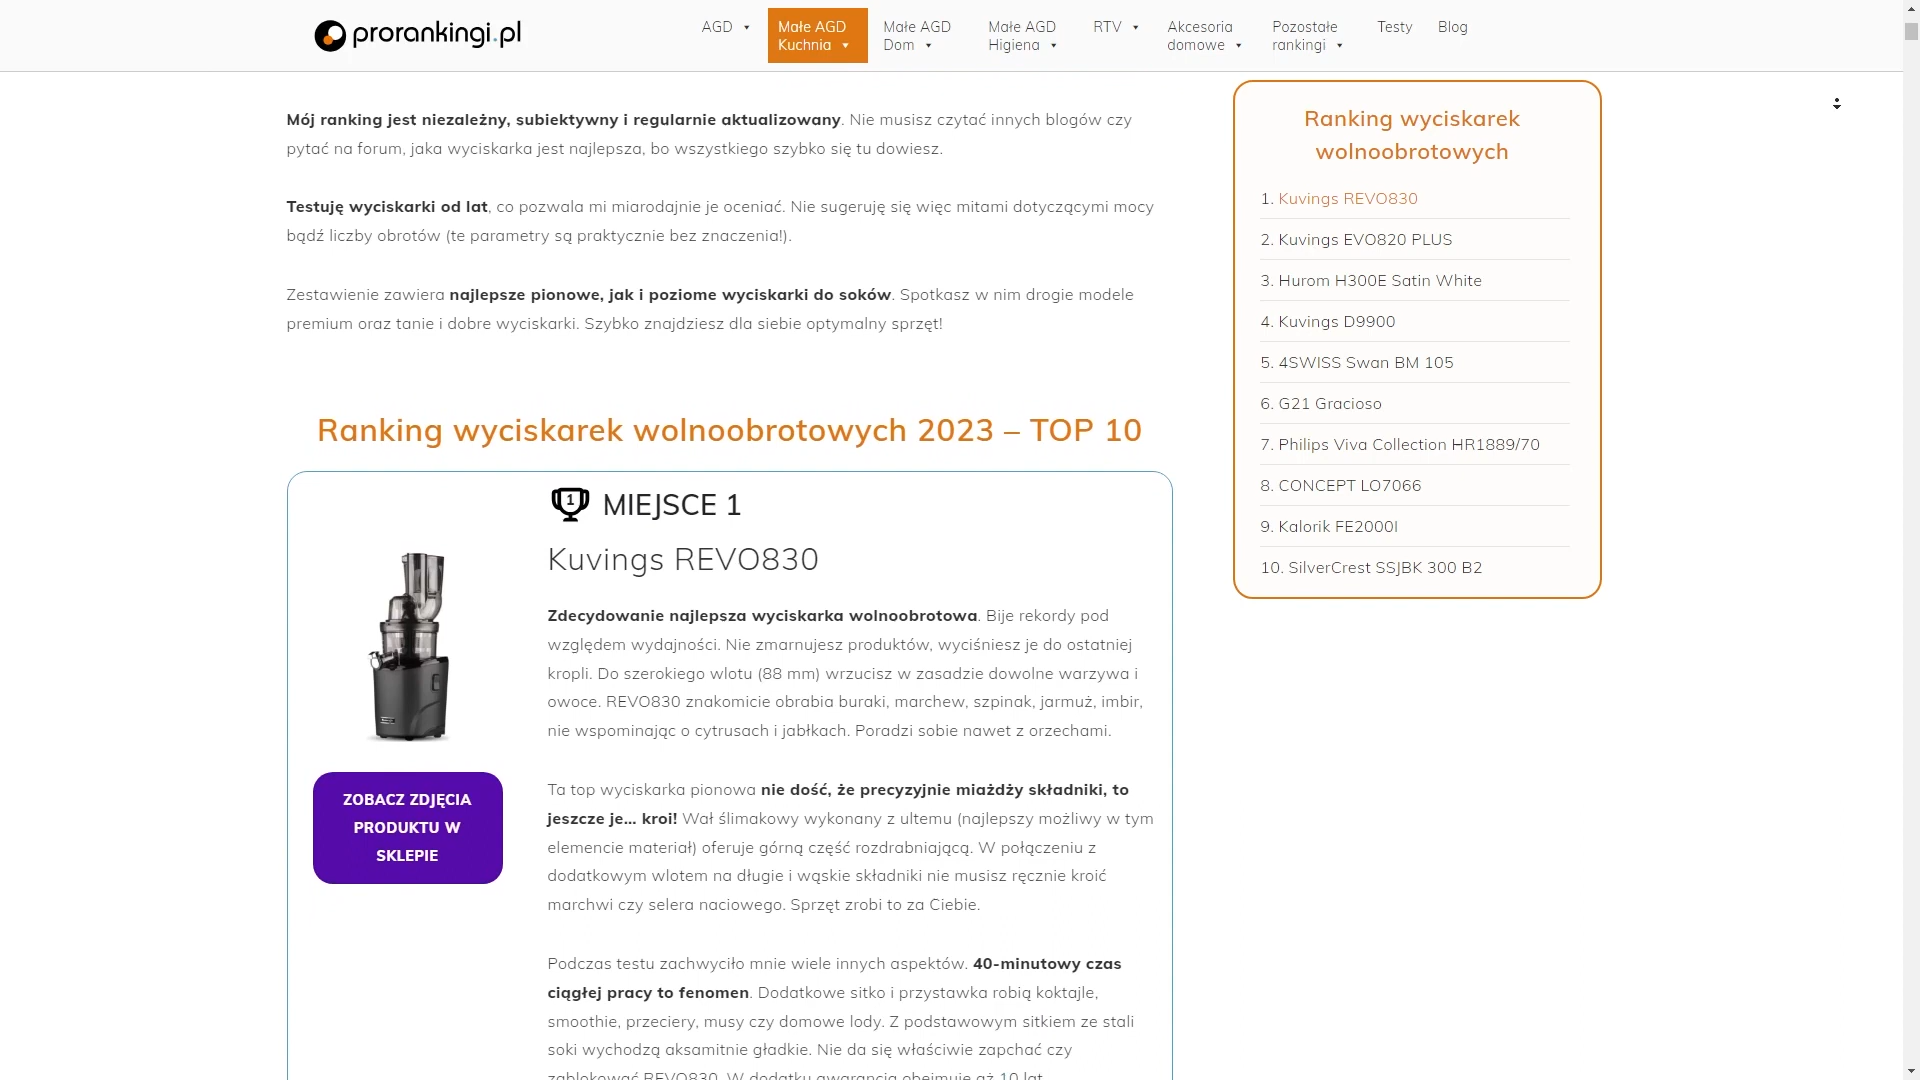 prorankingi.pl
AGD
Małe AGD
Kuchnia
Małe AGD
Dom
Małe AGD
Higiena
RTV
Akcesoria
domowe
Pozostałe
rankingi
Testy
Blog
Mój ranking jest niezależny, subiektywny i regularnie aktualizowany. Nie musisz czytać innych blogów czy
pytać na forum, jaka wyciskarka jest najlepsza, bo wszystkiego szybko się tu dowiesz.
Testuję wyciskarki od lat, co pozwala mi miarodajnie je oceniać. Nie sugeruję się więc mitami dotyczącymi mocy
bądź liczby obrotów (te parametry są praktycznie bez znaczenia!).
Zestawienie zawiera najlepsze pionowe, jak i poziome wyciskarki do soków. Spotkasz w nim drogie modele
premium oraz tanie i dobre wyciskarki. Szybko znajdziesz dla siebie optymalny sprzęt!
Ranking wyciskarek wolnoobrotowych 2023 – TOP 10
1
MIEJSCE 1
Kuvings REVO830
Zdecydowanie najlepsza wyciskarka wolnoobrotowa. Bije rekordy pod
względem wydajności. Nie zmarnujesz produktów, wyciśniesz je do ostatniej
kropli. Do szerokiego wlotu (88 mm) wrzucisz w zasadzie dowolne warzywa i
owoce. REVO830 znakomicie obrabia buraki, marchew, szpinak, jarmuż, imbir,
nie wspominając o cytrusach i jabłkach. Poradzi sobie nawet z orzechami.
ZOBACZ ZDJĘCIA
PRODUKTU W
SKLEPIE
Ta top wyciskarka pionowa nie dość, że precyzyjnie miażdży składniki, to
jeszcze je... kroi! Wał ślimakowy wykonany z ultemu (najlepszy możliwy w tym
elemencie materiał) oferuje górną część rozdrabniającą. W połączeniu z
dodatkowym wlotem na długie i wąskie składniki nie musisz ręcznie kroić
marchwi czy selera naciowego. Sprzęt zrobi to za Ciebie.
Podczas testu zachwyciło mnie wiele innych aspektów. 40-minutowy czas
ciągłej pracy to fenomen. Dodatkowe sitko i przystawka robią koktajle,
smoothie, przeciery, musy czy domowe lody. Z podstawowym sitkiem ze stali
soki wychodzą aksamitnie gładkie. Nie da się właściwie zapchać czy
zablokować REVO830. W dodatku gwarancja obejmuje aż 10 lat
Ranking wyciskarek
wolnoobrotowych
1. Kuvings REVO830
2. Kuvings EVO820 PLUS
3. Hurom H300E Satin White
4. Kuvings D9900
5. 4SWISS Swan BM 105
6. G21 Gracioso
7. Philips Viva Collection HR1889/70
8. CONCEPT LO7066
9. Kalorik FE2000I
10. SilverCrest SSJBK 300 B2